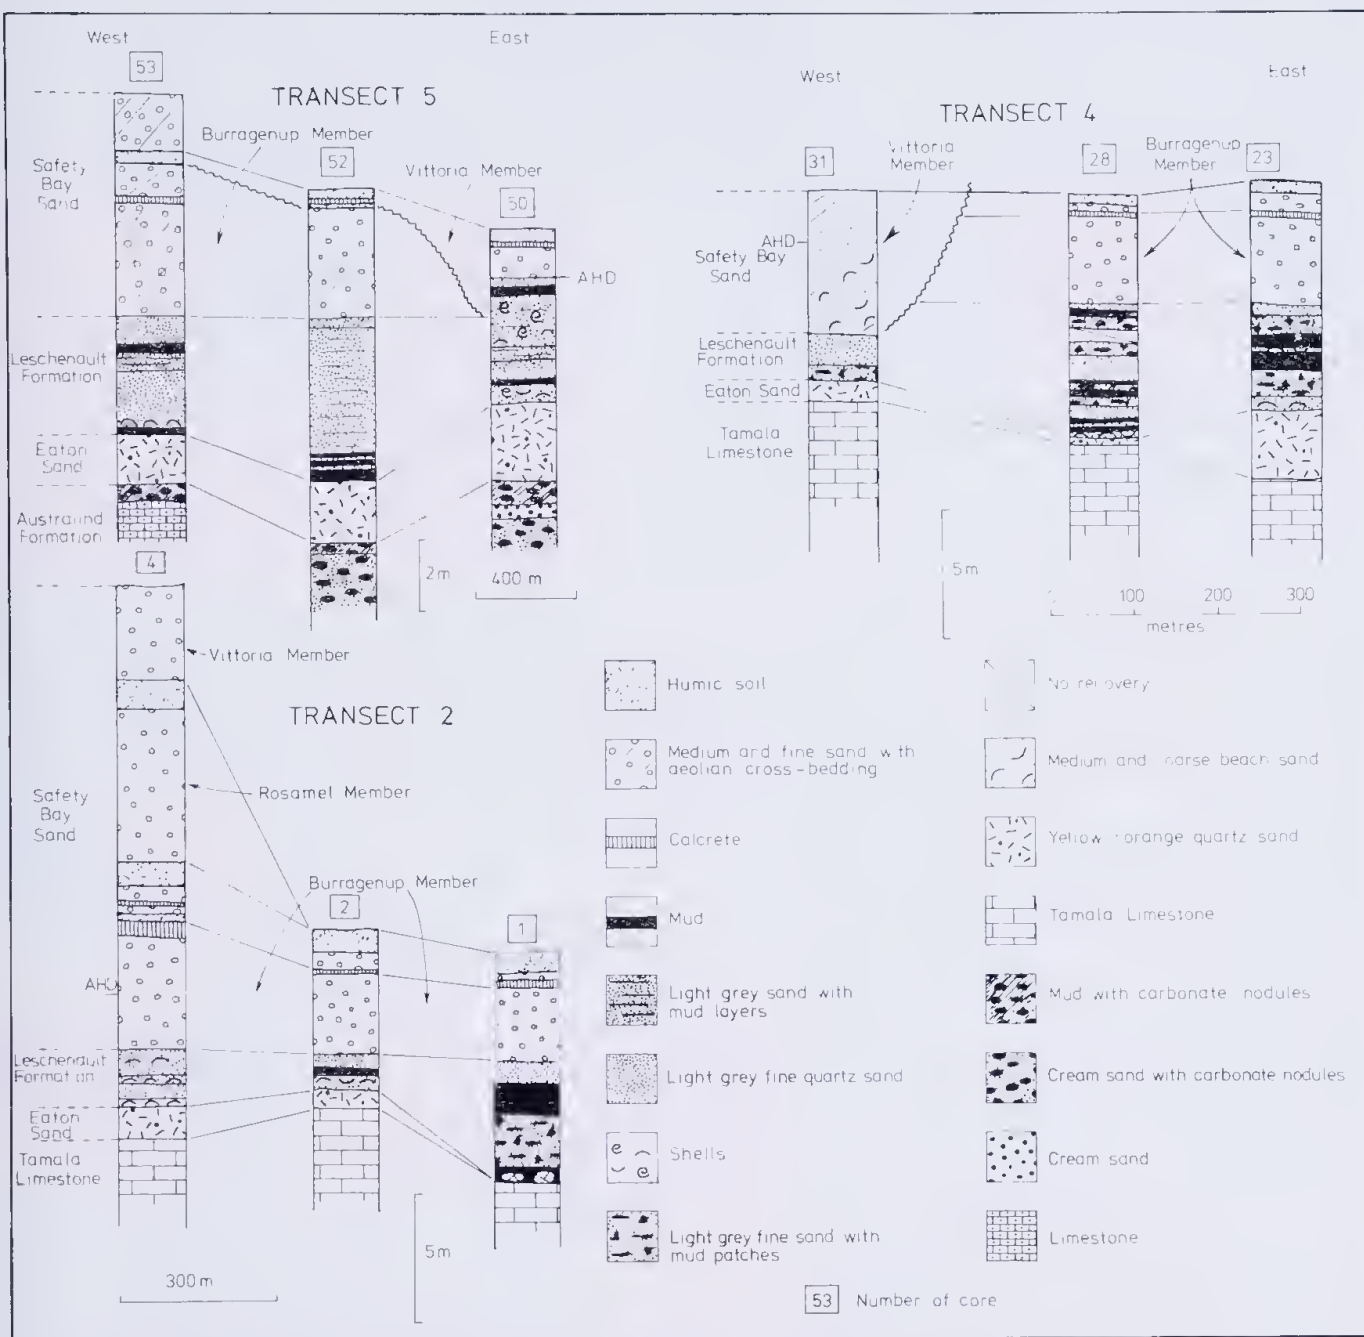 West
East
53
TRANSECT 5
Burragenup Member
52
Vittoria Member
50
Safety
Bay
Sand
AHD
Leschenault
Formation
Eaton
Sand
Australind
Formation
2m
400 m
West
East
TRANSECT 4
31
Vittoria
Member
28
Burragenup
Member
23
AHD
Safety Bay
Sand
Leschenault
Formation
Eaton Sand
Tamala
Limestone
5m
100
200
300
metres
4
Vittoria Member
TRANSECT 2
Rosamel Member
Safety
Bay
Sand
Burragenup Member
2
1
AHD
Leschenault
Formation
Eaton
Sand
Tamala
Limestone
5m
300 m
Humic soil
Medium and fine sand with
aeolian cross-bedding
Calcrete
Mud
Light grey sand with
mud layers
Light grey fine quartz sand
Shells
Light grey fine sand with
mud patches
No recovery
Medium and coarse beach sand
Yellow orange quartz sand
Tamala Limestone
Mud with carbonate nodules
Cream sand with carbonate nodules
Cream sand
Limestone
53 Number of core